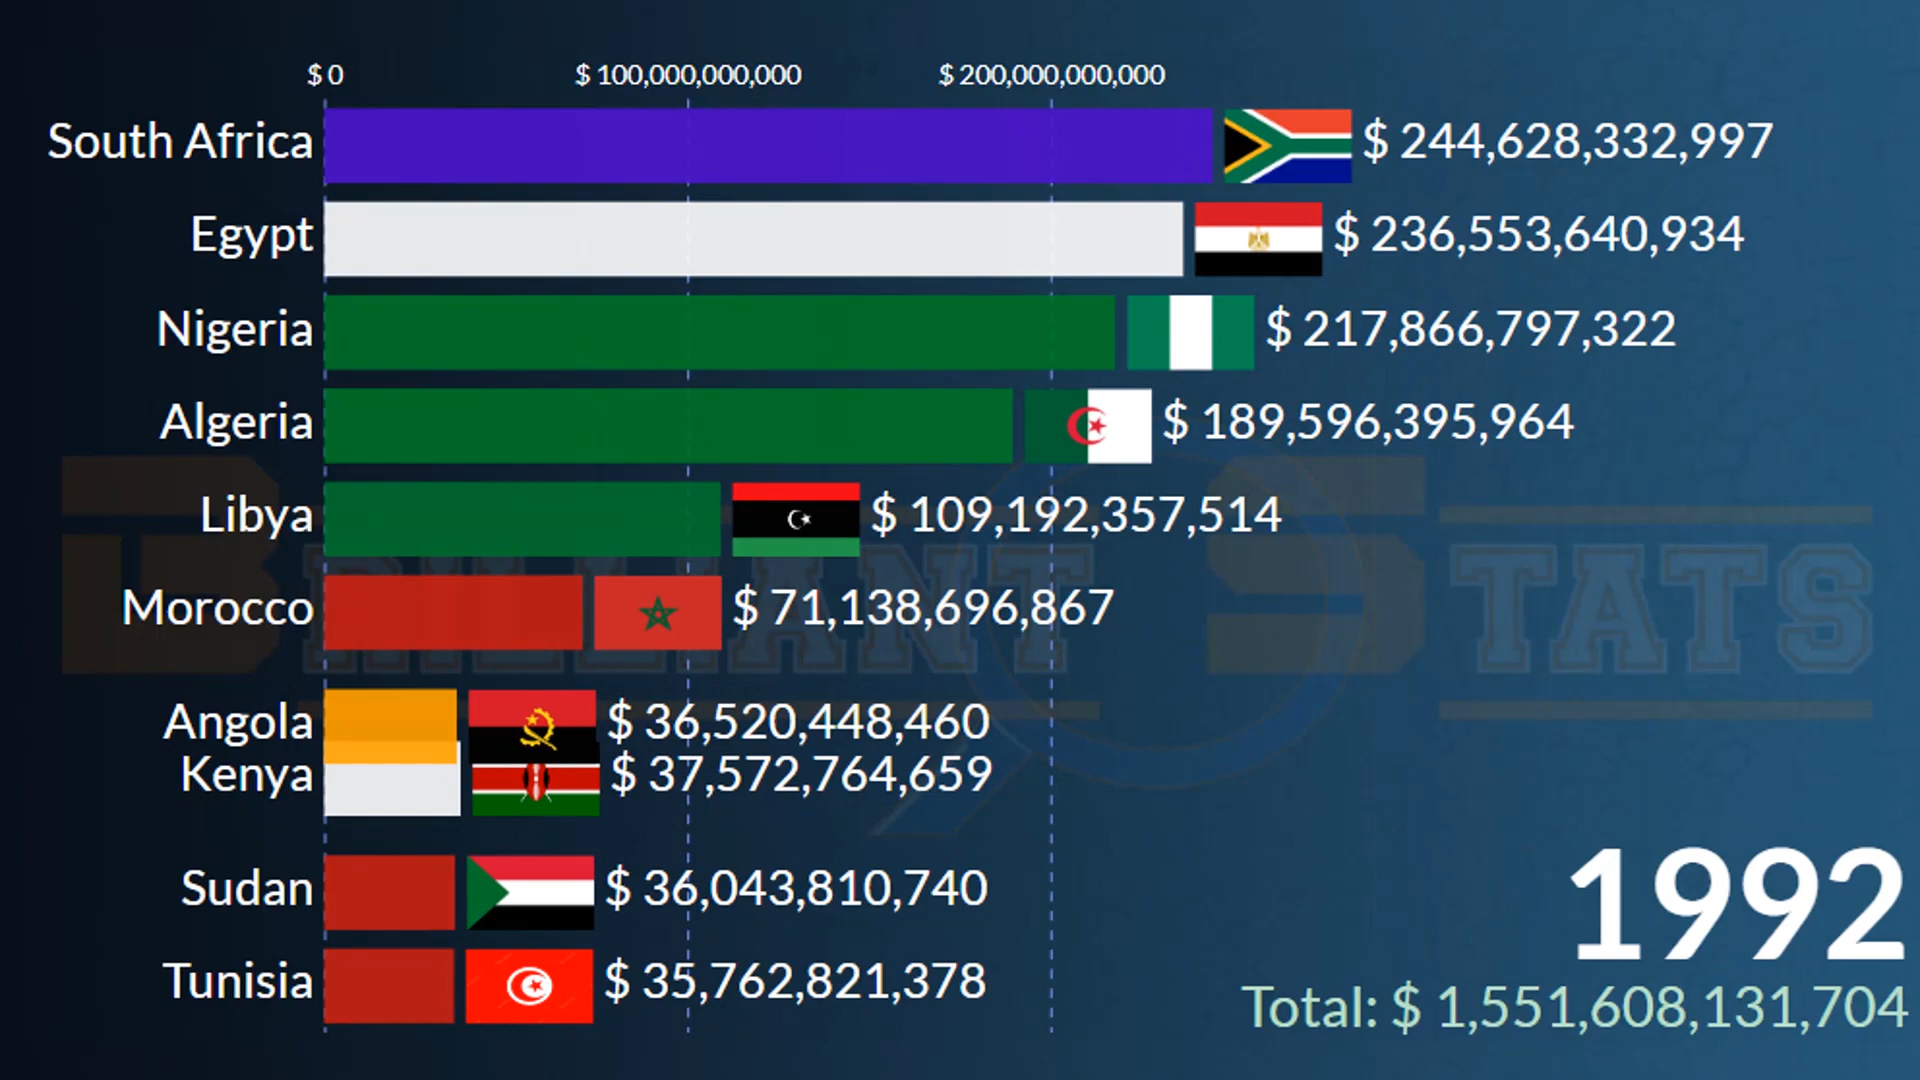 $ 0 $ 100,000,000,000 $ 200,000,000,000
South Africa $ 244,628,332,997
Egypt $ 236,553,640,934
Nigeria $ 217,866,797,322
Algeria $ 189,596,395,964
Libya $ 109,192,357,514
Morocco $ 71,138,696,867
BRILLIANT STATS
Angola $ 36,520,448,460
Kenya $ 37,572,764,659
Sudan $ 36,043,810,740
Tunisia $ 35,762,821,378
1992
Total: $ 1,551,608,131,704